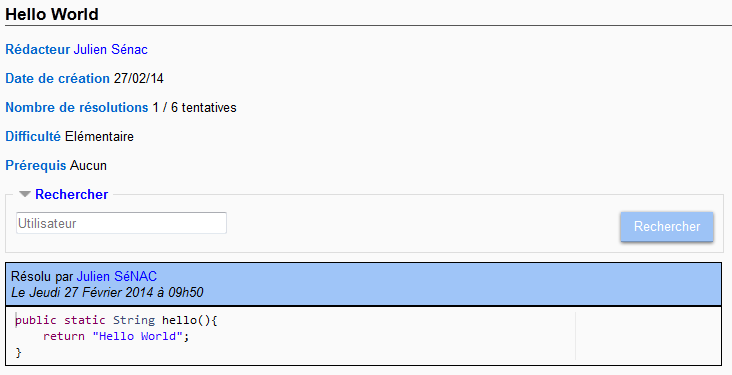 Hello World
Rédacteur Julien Sénac
Date de création 27/02/14
Nombre de résolutions 1 / 6 tentatives
Difficulté Elémentaire
Prérequis Aucun
Rechercher
Utilisateur
Rechercher
Résolu par Julien SéNAC
Le Jeudi 27 Février 2014 à 09h50
public static String hello(){
    return "Hello World";
}